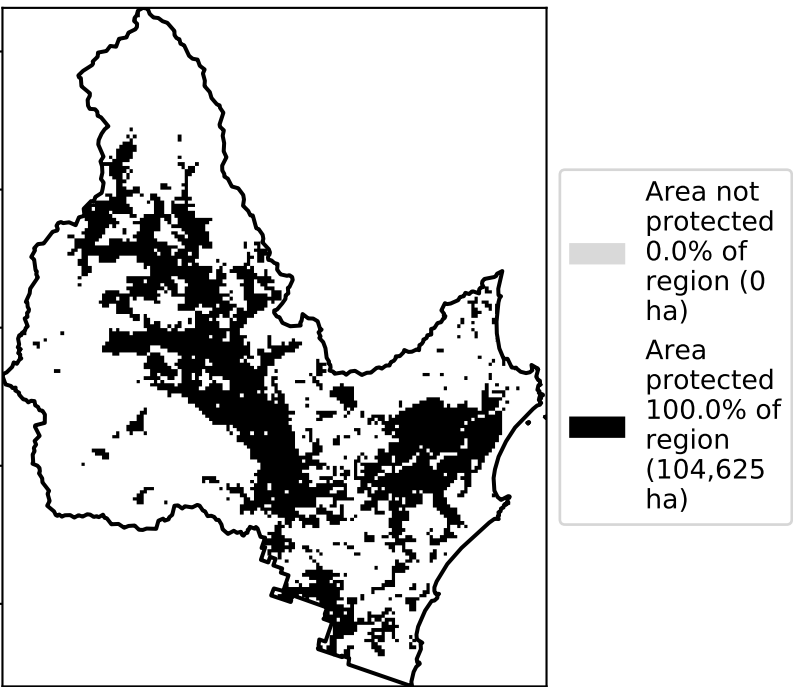 Area not
protected
0.0% of
region (0
ha)
Area
protected
100.0% of
region
(104,625
ha)